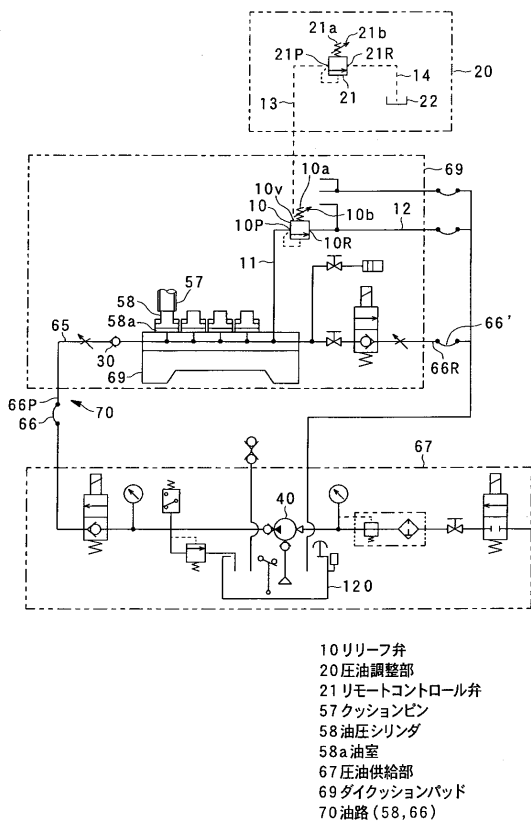 21a
21b
21P
21R
21
14
22
20
13
69
10a
10v
10
10b
10P
10R
12
11
57
58
58a
65
30
69
66'
66R
66P
66
70
67
40
120
10リリーフ弁
20圧油調整部
21リモートコントロール弁
57クッションピン
58油圧シリンダ
58a油室
67圧油供給部
69ダイクッションパッド
70油路(58,66)